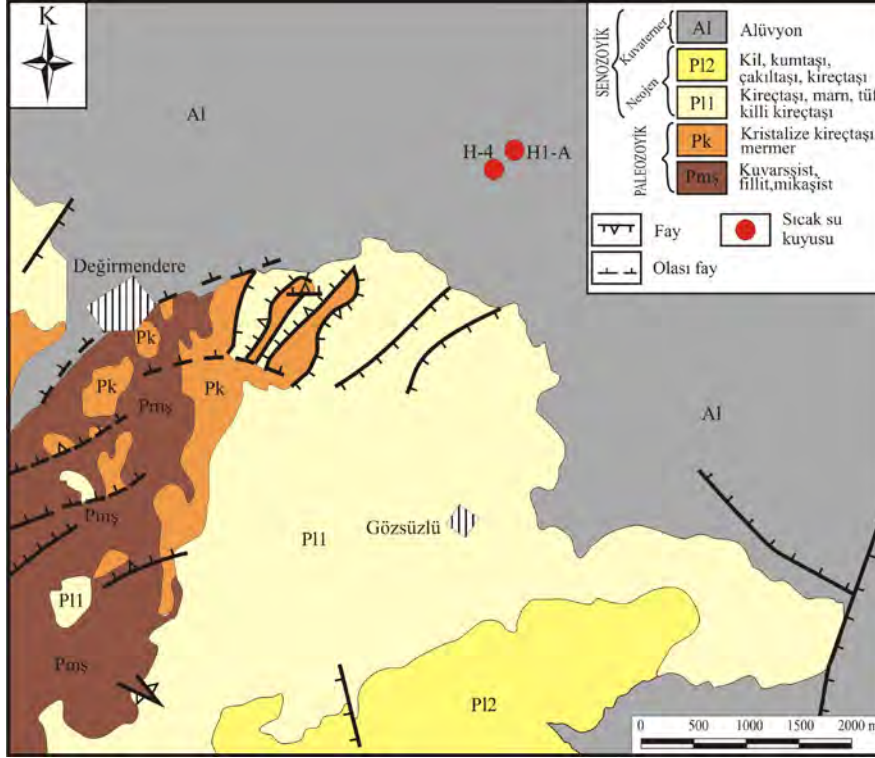 K
Al
H-4
H1-A
Değirmendere
Pk
Pk
Pk
Pmş
Al
Pmş
Pl1
Gözsüzlü
Pl1
Pmş
Pl2
SENOZOYİK
Kuvaterner
Neojen
PALEOZOYİK
Al
Alüvyon
Pl2
Kil, kumtaşı,
çakıltaşı, kireçtaşı
Pl1
Kireçtaşı, marn, tüf
killi kireçtaşı
Pk
Kristalize kireçtaşı
mermer
Pmş
Kuvarsşist,
fillit,mikaşist
Fay
Sıcak su
kuyusu
Olası fay
0 500 1000 1500 2000 m